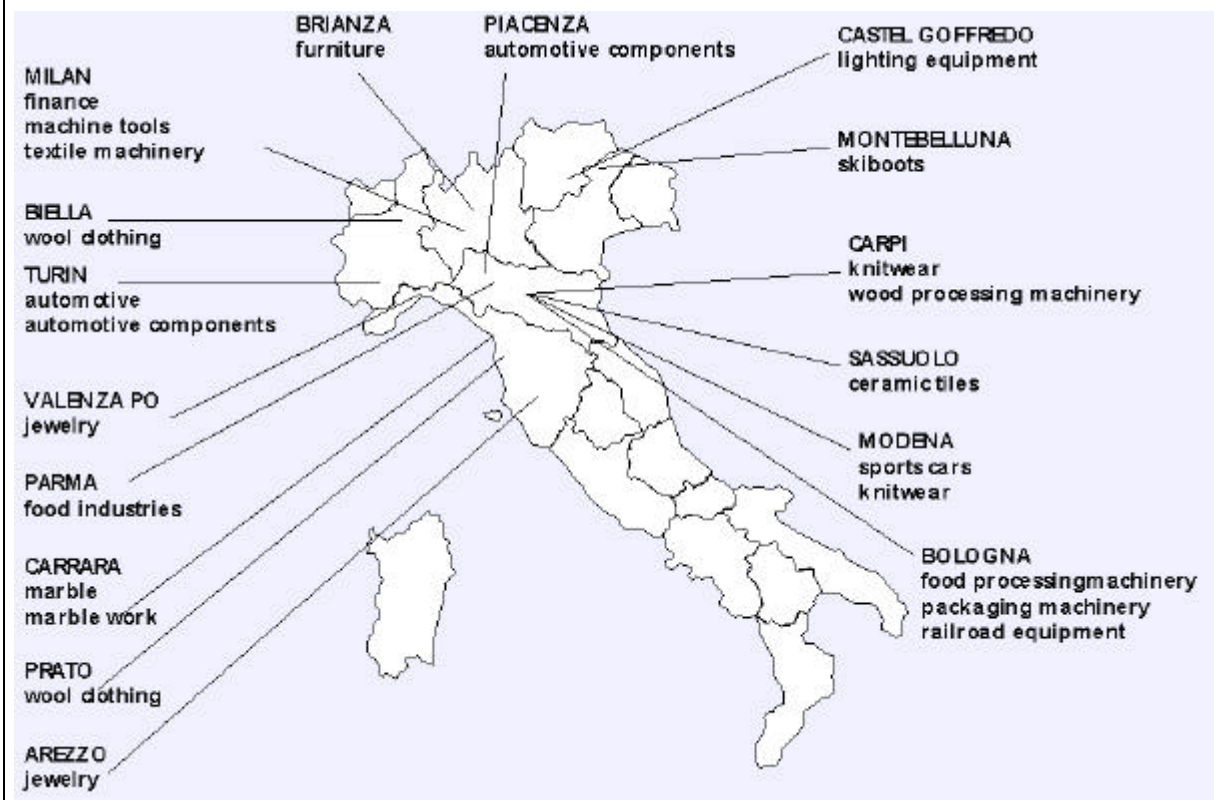 BRIANZA
furniture
PIACENZA
automotive components
CASTEL GOFFREDO
lighting equipment
MILAN
finance
machine tools
textile machinery
MONTEBELLUNA
skiboots
BIELLA
wool clothing
CARPI
knitwear
wood processing machinery
TURIN
automotive
automotive components
SASSUOLO
ceramic tiles
VALENZA PO
jewelry
MODENA
sports cars
knitwear
PARMA
food industries
CARRARA
marble
marble work
BOLOGNA
food processingmachinery
packaging machinery
railroad equipment
PRATO
wool clothing
AREZZO
jewelry